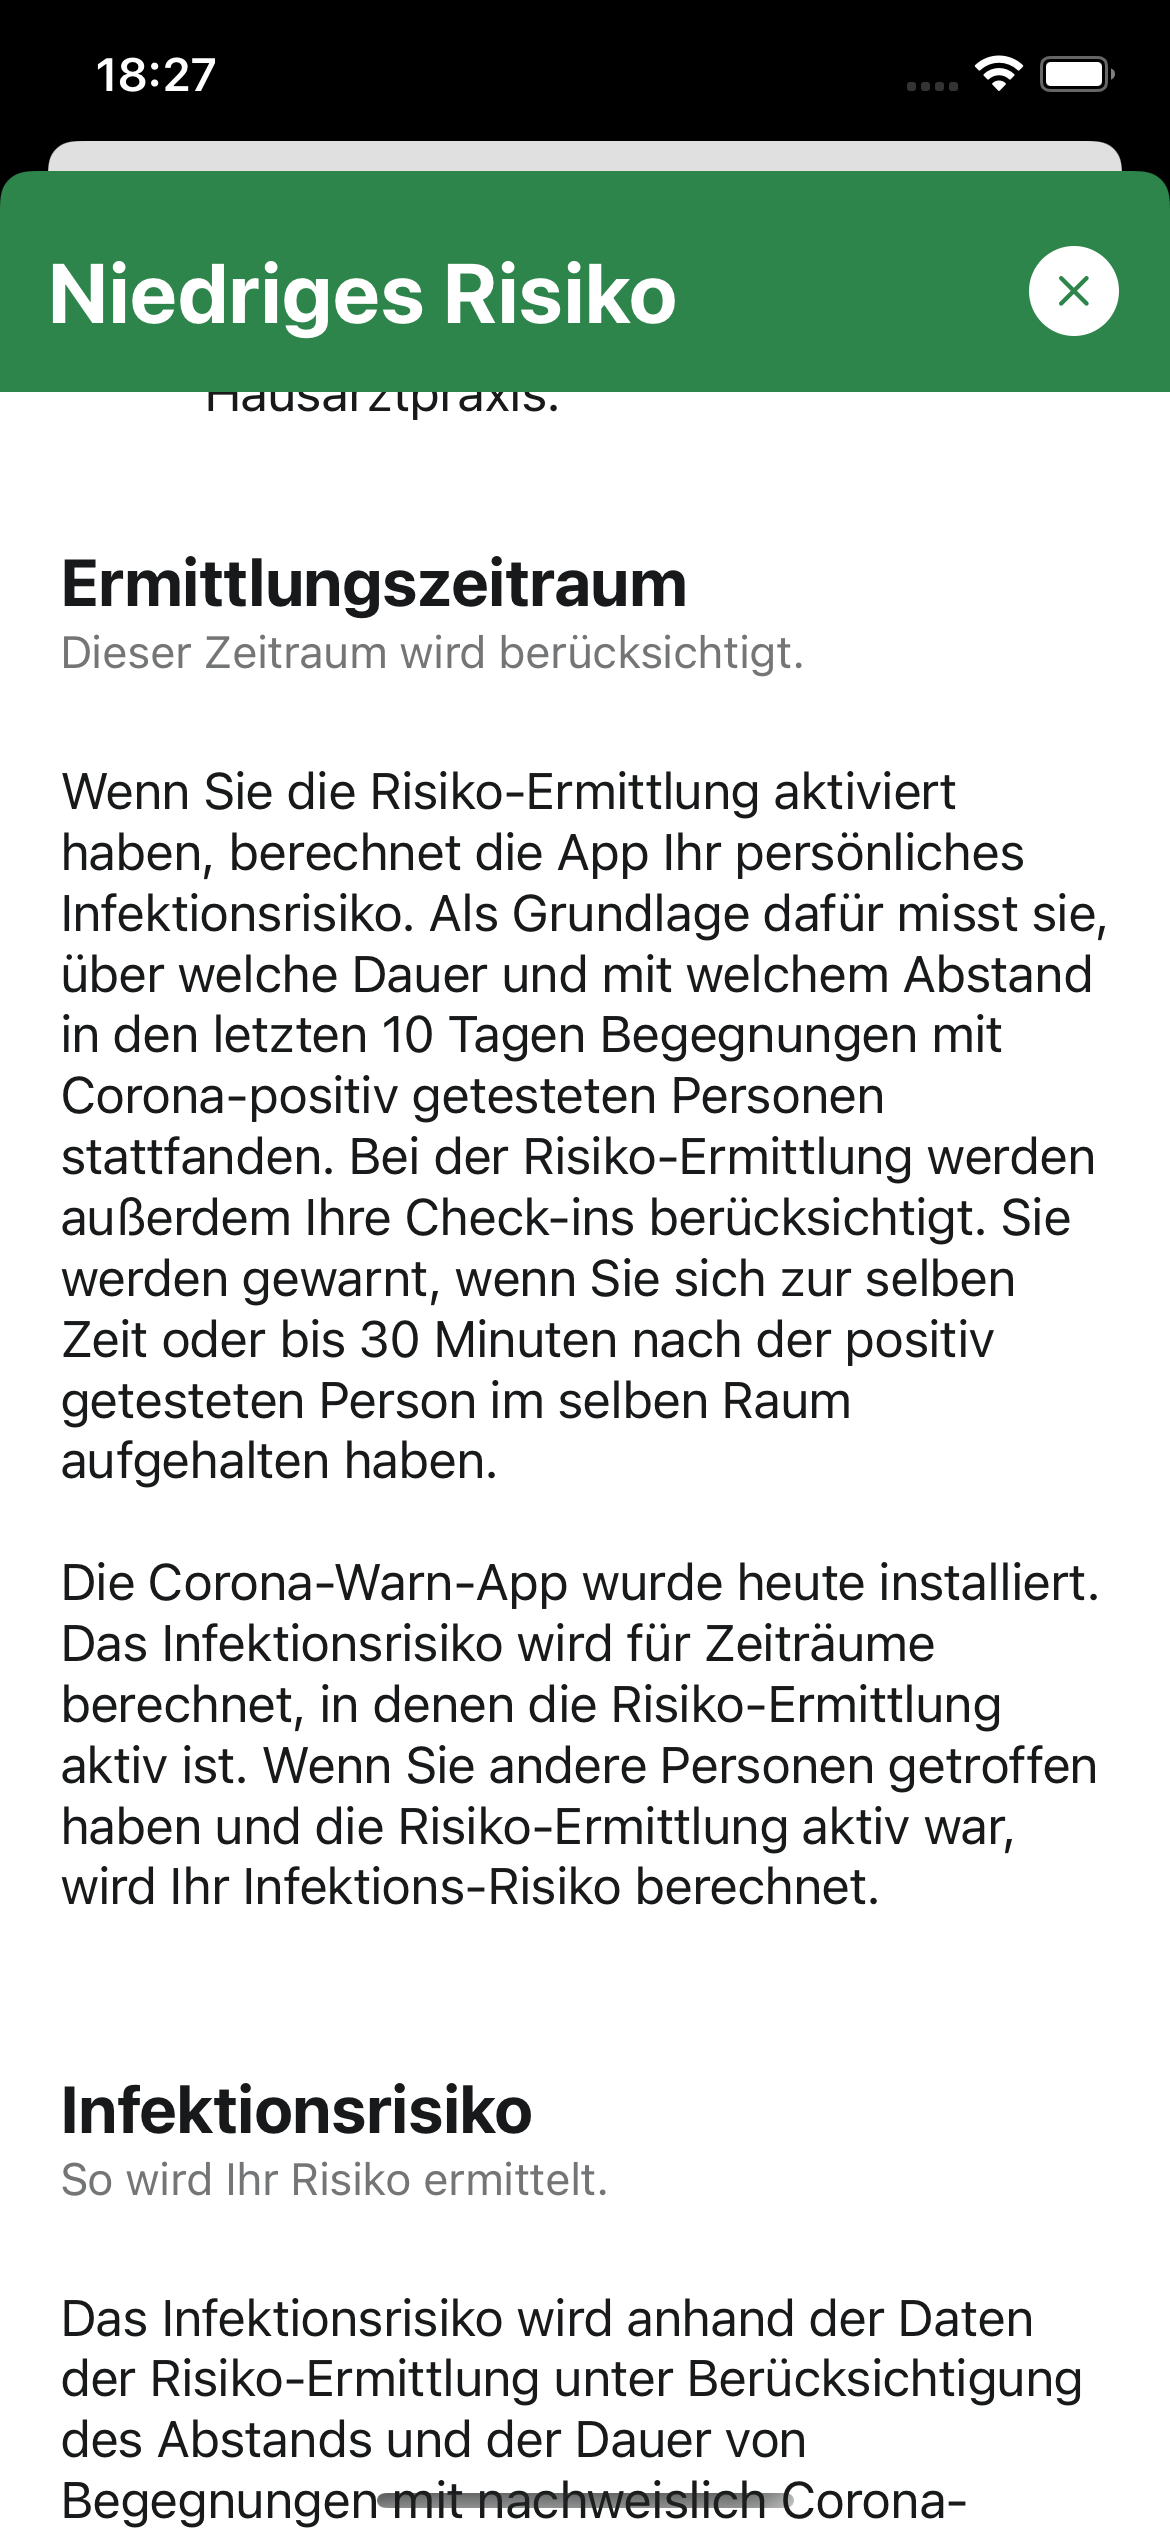 18:27
Niedriges Risiko
Hausarztpraxis.
Ermittlungszeitraum
Dieser Zeitraum wird berücksichtigt.
Wenn Sie die Risiko-Ermittlung aktiviert
haben, berechnet die App Ihr persönliches
Infektionsrisiko. Als Grundlage dafür misst sie,
über welche Dauer und mit welchem Abstand
in den letzten 10 Tagen Begegnungen mit
Corona-positiv getesteten Personen
stattfanden. Bei der Risiko-Ermittlung werden
außerdem Ihre Check-ins berücksichtigt. Sie
werden gewarnt, wenn Sie sich zur selben
Zeit oder bis 30 Minuten nach der positiv
getesteten Person im selben Raum
aufgehalten haben.
Die Corona-Warn-App wurde heute installiert.
Das Infektionsrisiko wird für Zeiträume
berechnet, in denen die Risiko-Ermittlung
aktiv ist. Wenn Sie andere Personen getroffen
haben und die Risiko-Ermittlung aktiv war,
wird Ihr Infektions-Risiko berechnet.
Infektionsrisiko
So wird Ihr Risiko ermittelt.
Das Infektionsrisiko wird anhand der Daten
der Risiko-Ermittlung unter Berücksichtigung
des Abstands und der Dauer von
Begegnungen mit nachweislich Corona-